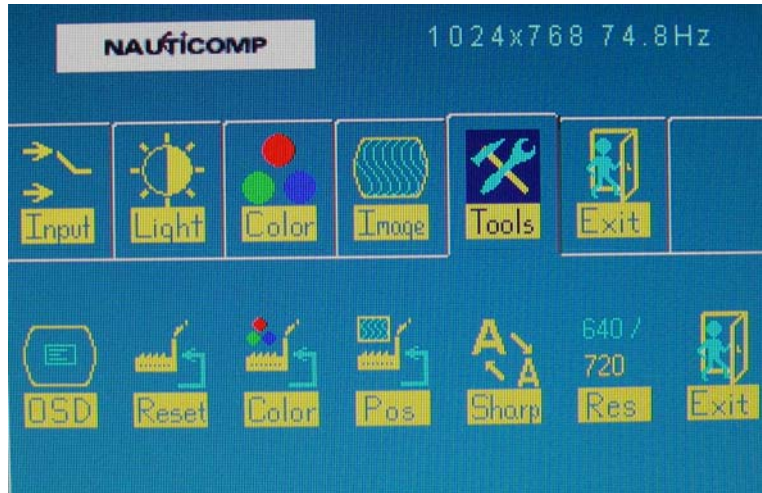 NAUTICOMP
1024x768 74.8Hz
Input Light Color Image Tools Exit
640/
720
OSD Reset Color Pos Sharp Res Exit